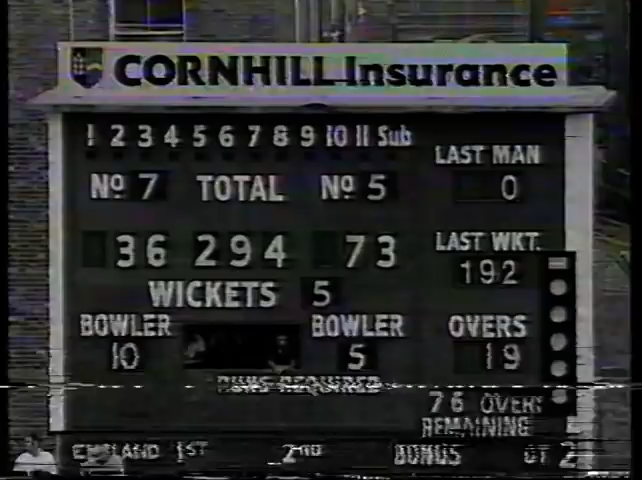 CORNHILL Insurance
1 2 3 4 5 6 7 8 9 10 11 Sub
LAST MAN
Nº 7 TOTAL Nº 5 0
36 294 73
LAST WKT.
192
WICKETS 5
BOWLER BOWLER OVERS
10 5 19
RUNS REQUIRED
76 OVERS
REMAINING
ENGLAND 1ST 2ND BONUS